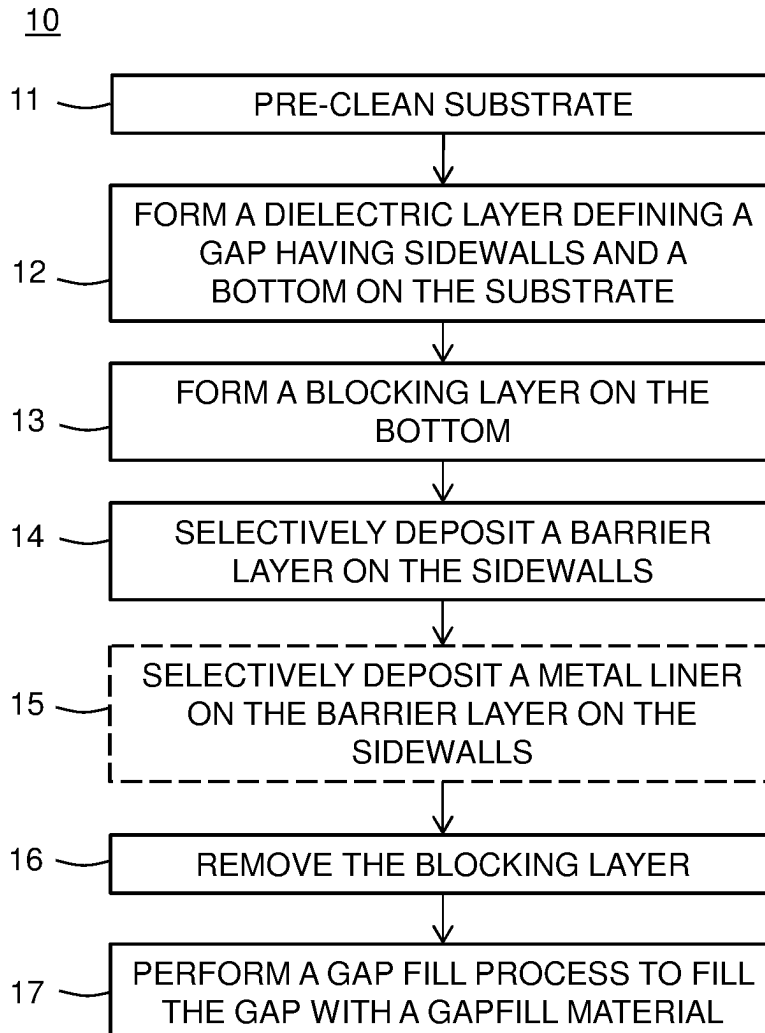 10
11
PRE-CLEAN SUBSTRATE
12
FORM A DIELECTRIC LAYER DEFINING A
GAP HAVING SIDEWALLS AND A
BOTTOM ON THE SUBSTRATE
13
FORM A BLOCKING LAYER ON THE
BOTTOM
14
SELECTIVELY DEPOSIT A BARRIER
LAYER ON THE SIDEWALLS
15
SELECTIVELY DEPOSIT A METAL LINER
ON THE BARRIER LAYER ON THE
SIDEWALLS
16
REMOVE THE BLOCKING LAYER
17
PERFORM A GAP FILL PROCESS TO FILL
THE GAP WITH A GAPFILL MATERIAL